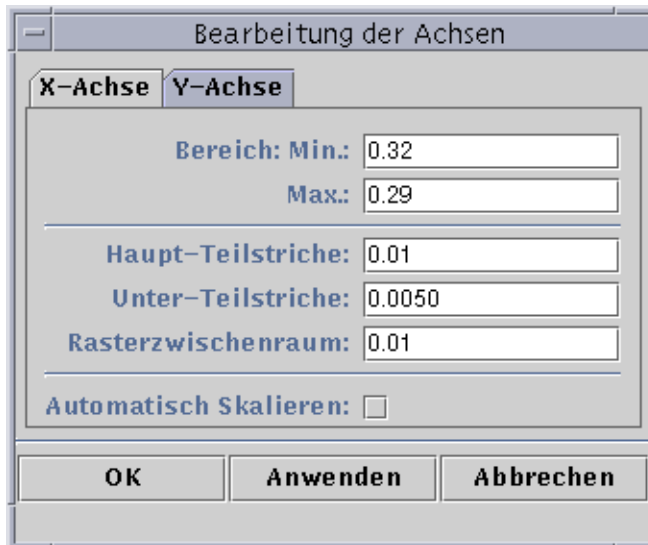 Bearbeitung der Achsen
X-Achse Y-Achse
Bereich: Min.: 0.32
Max.: 0.29
Haupt-Teilstriche: 0.01
Unter-Teilstriche: 0.0050
Rasterzwischenraum: 0.01
Automatisch Skalieren:
OK Anwenden Abbrechen